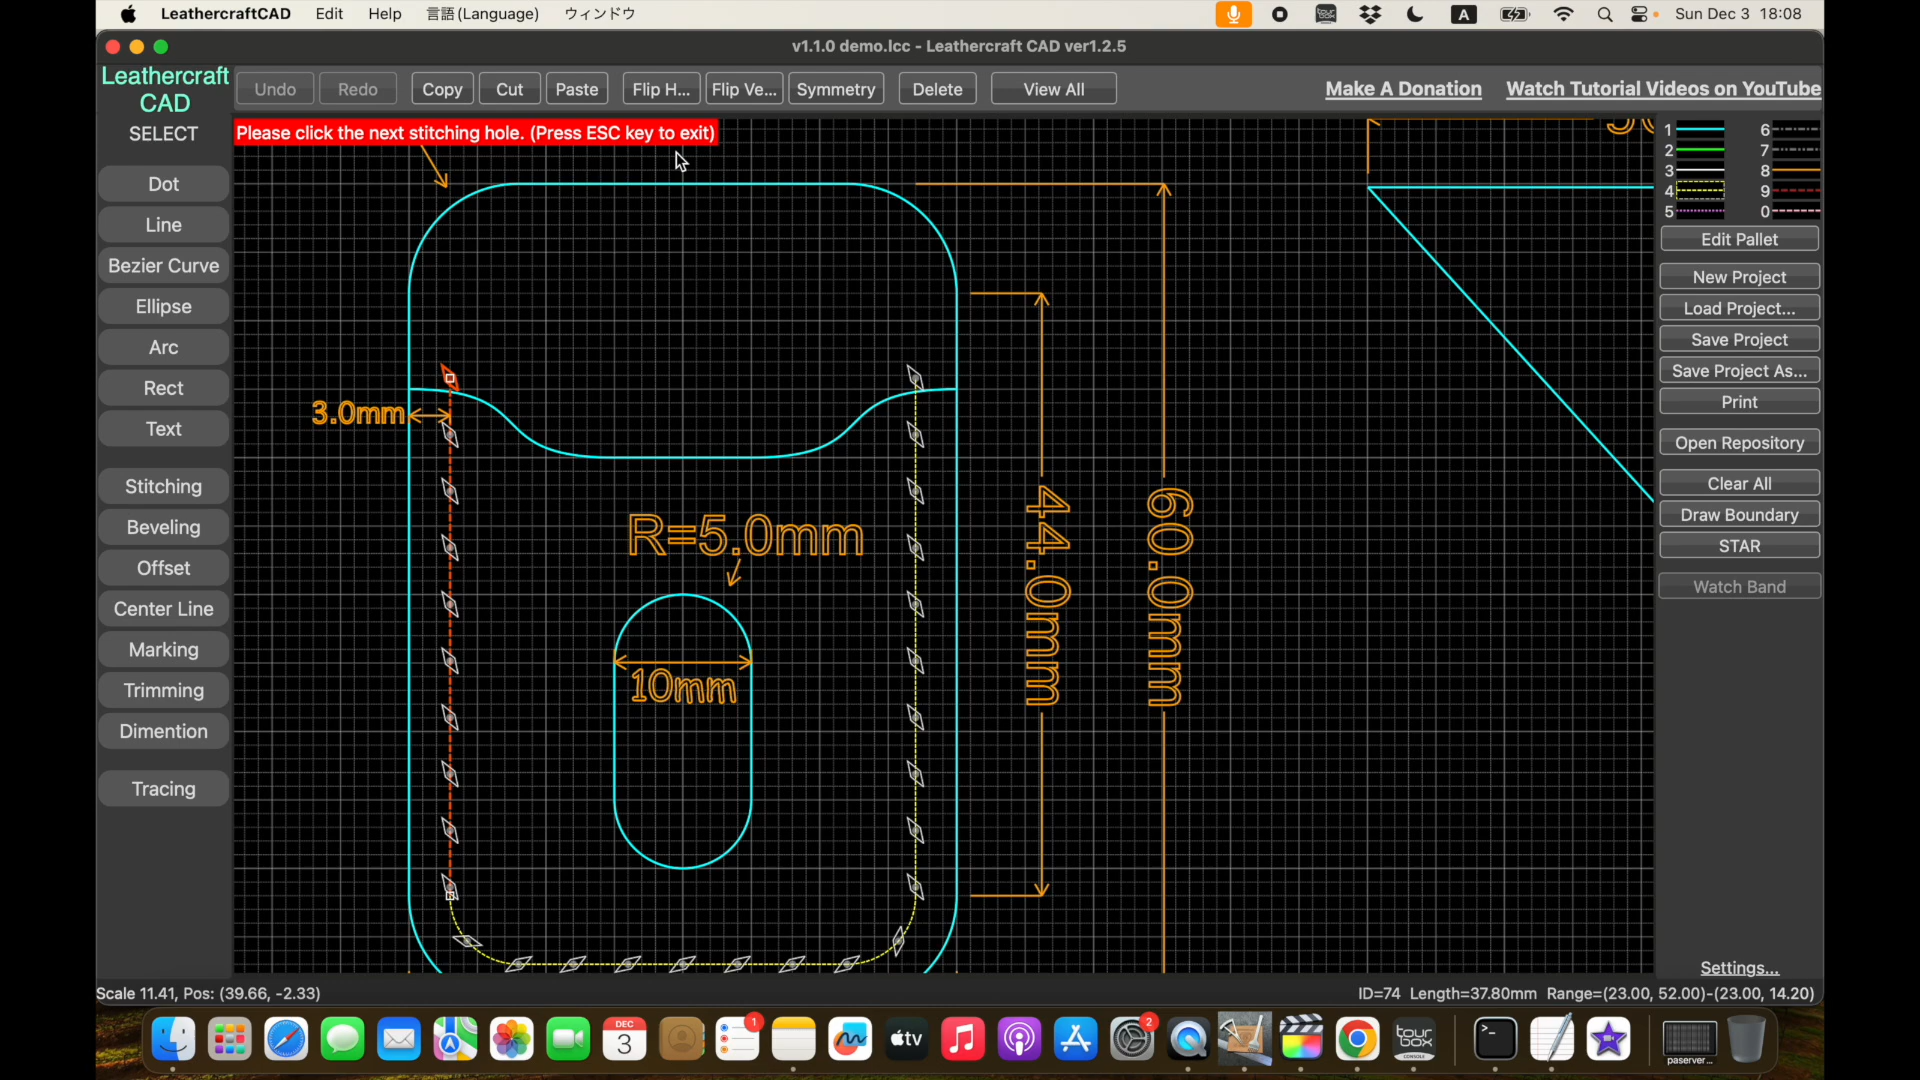 LeathercraftCAD Edit Help 言語(Language) ウィンドウ A Sun Dec 3 18:08
v1.1.0 demo.lcc - Leathercraft CAD ver1.2.5
Leathercraft
CAD
Undo Redo Copy Cut Paste Flip H... Flip Ve... Symmetry Delete View All Make A Donation Watch Tutorial Videos on YouTube
SELECT
Please click the next stitching hole. (Press ESC key to exit)
Dot
Line
Bezier Curve
Ellipse
Arc
Rect
Text
Stitching
Beveling
Offset
Center Line
Marking
Trimming
Dimention
Tracing
3.0mm
R=5.0mm
10mm
44.0mm
60.0mm
1 6
2 7
3 8
4 9
5 0
Edit Pallet
New Project
Load Project...
Save Project
Save Project As...
Print
Open Repository
Clear All
Draw Boundary
STAR
Watch Band
Settings...
Scale 11.41, Pos: (39.66, -2.33)
ID=74 Length=37.80mm Range=(23.00, 52.00)-(23.00, 14.20)
DEC
3
1
tv
2
tour
box
CONSOLE
>_
paserver...